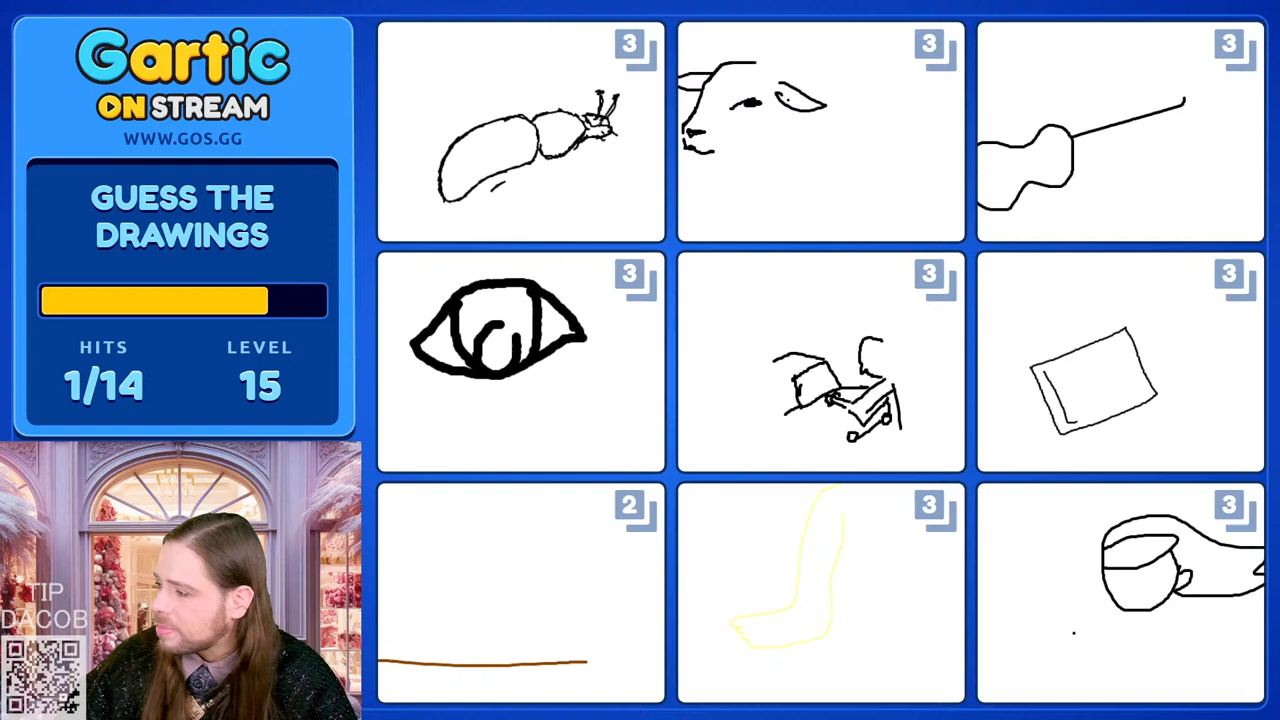 Gartic
ON STREAM
WWW.GOS.GG
GUESS THE
DRAWINGS
HITS LEVEL
1/14 15
3 3 3
3 3 3
2 3 3
TIP
DACOB